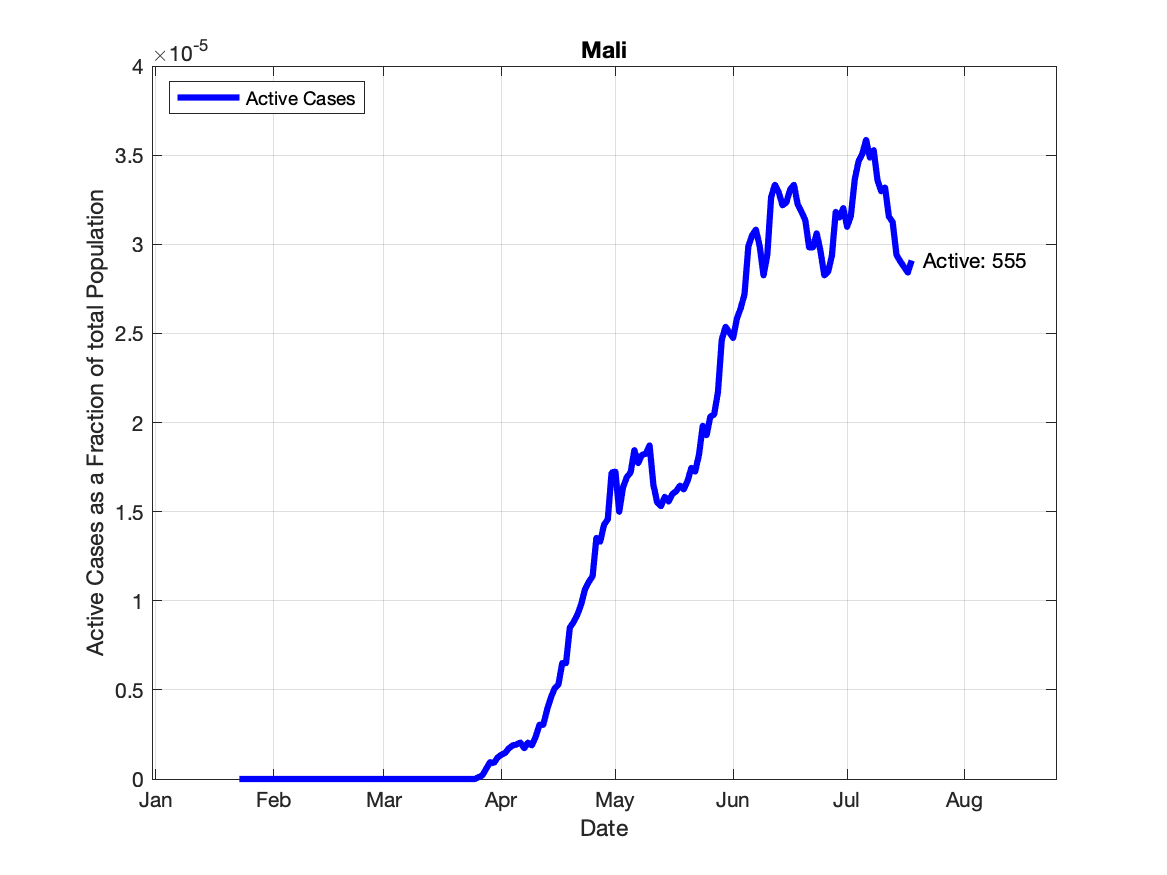 Mali
×10-5
4
3.5
3
2.5
2
1.5
1
0.5
0
Active Cases as a Fraction of total Population
Active Cases
Active: 555
Jan Feb Mar Apr May Jun Jul Aug
Date